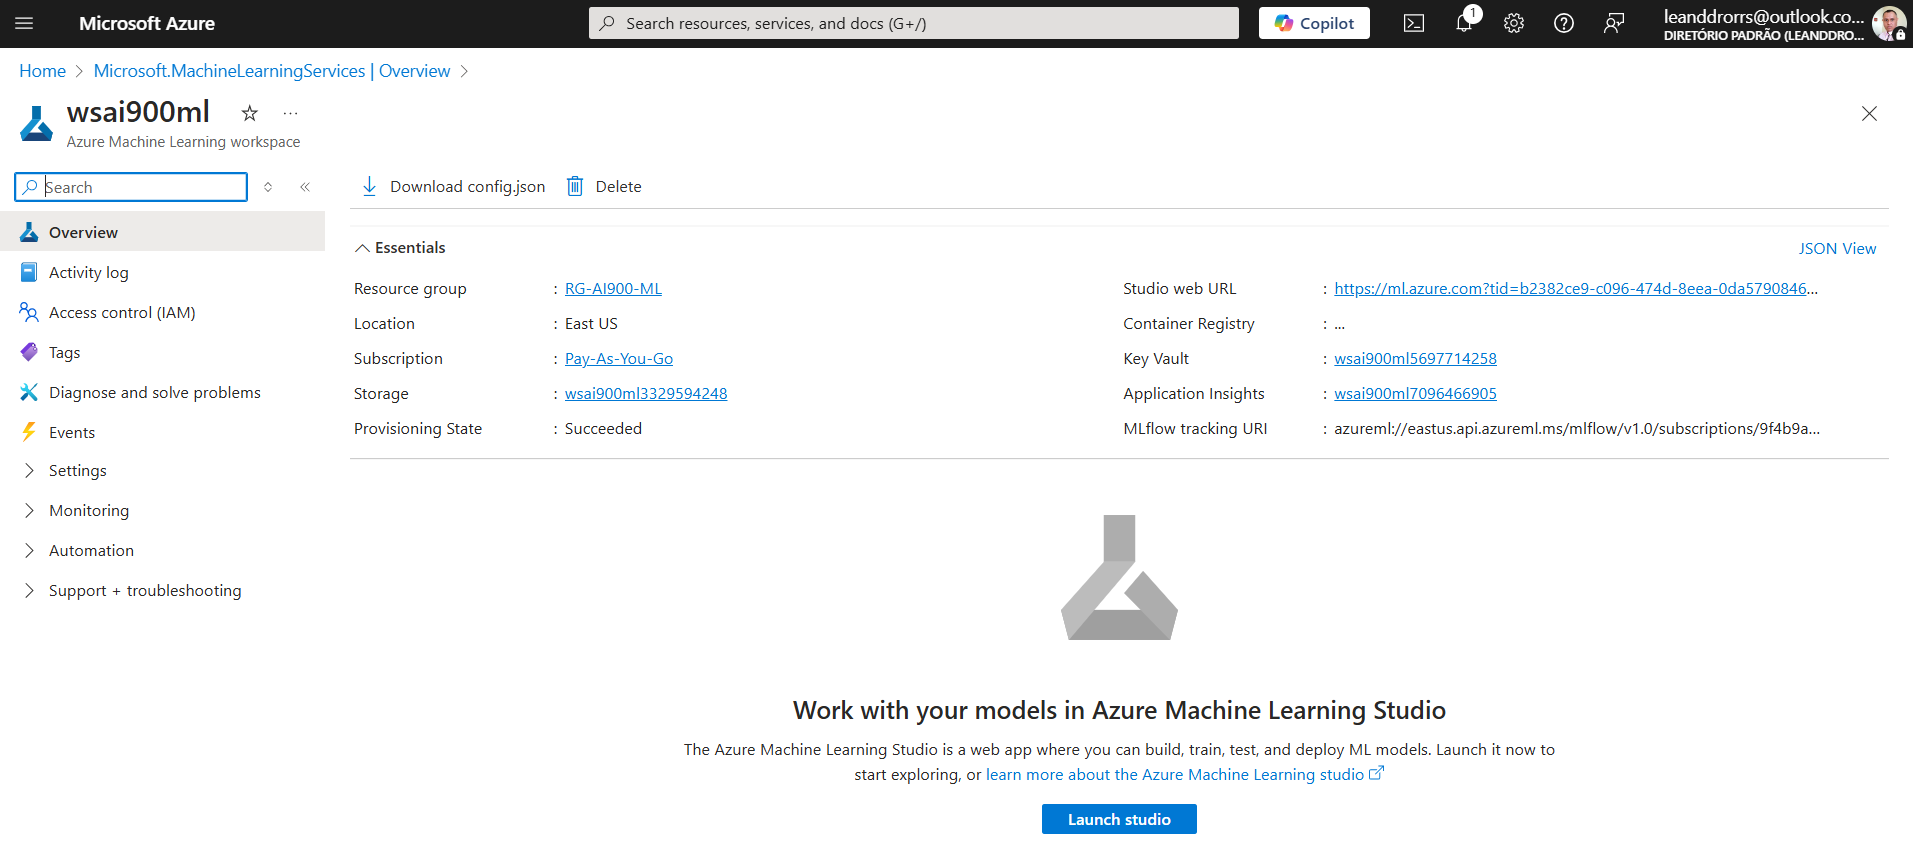 Microsoft Azure
Search resources, services, and docs (G+/)
Copilot
1
leanddrorrs@outlook.co...
DIRETÓRIO PADRÃO (LEANDDRO...
Home > Microsoft.MachineLearningServices | Overview >
wsai900ml
Azure Machine Learning workspace
Search
Download config.json
Delete
Overview
Activity log
Access control (IAM)
Tags
Diagnose and solve problems
Events
Settings
Monitoring
Automation
Support + troubleshooting
Essentials
JSON View
Resource group : RG-AI900-ML
Location : East US
Subscription : Pay-As-You-Go
Storage : wsai900ml3329594248
Provisioning State : Succeeded
Studio web URL : https://ml.azure.com?tid=b2382ce9-c096-474d-8eea-0da5790846...
Container Registry : ...
Key Vault : wsai900ml5697714258
Application Insights : wsai900ml7096466905
MLflow tracking URI : azureml://eastus.api.azureml.ms/mlflow/v1.0/subscriptions/9f4b9a...
Work with your models in Azure Machine Learning Studio
The Azure Machine Learning Studio is a web app where you can build, train, test, and deploy ML models. Launch it now to
start exploring, or learn more about the Azure Machine Learning studio
Launch studio